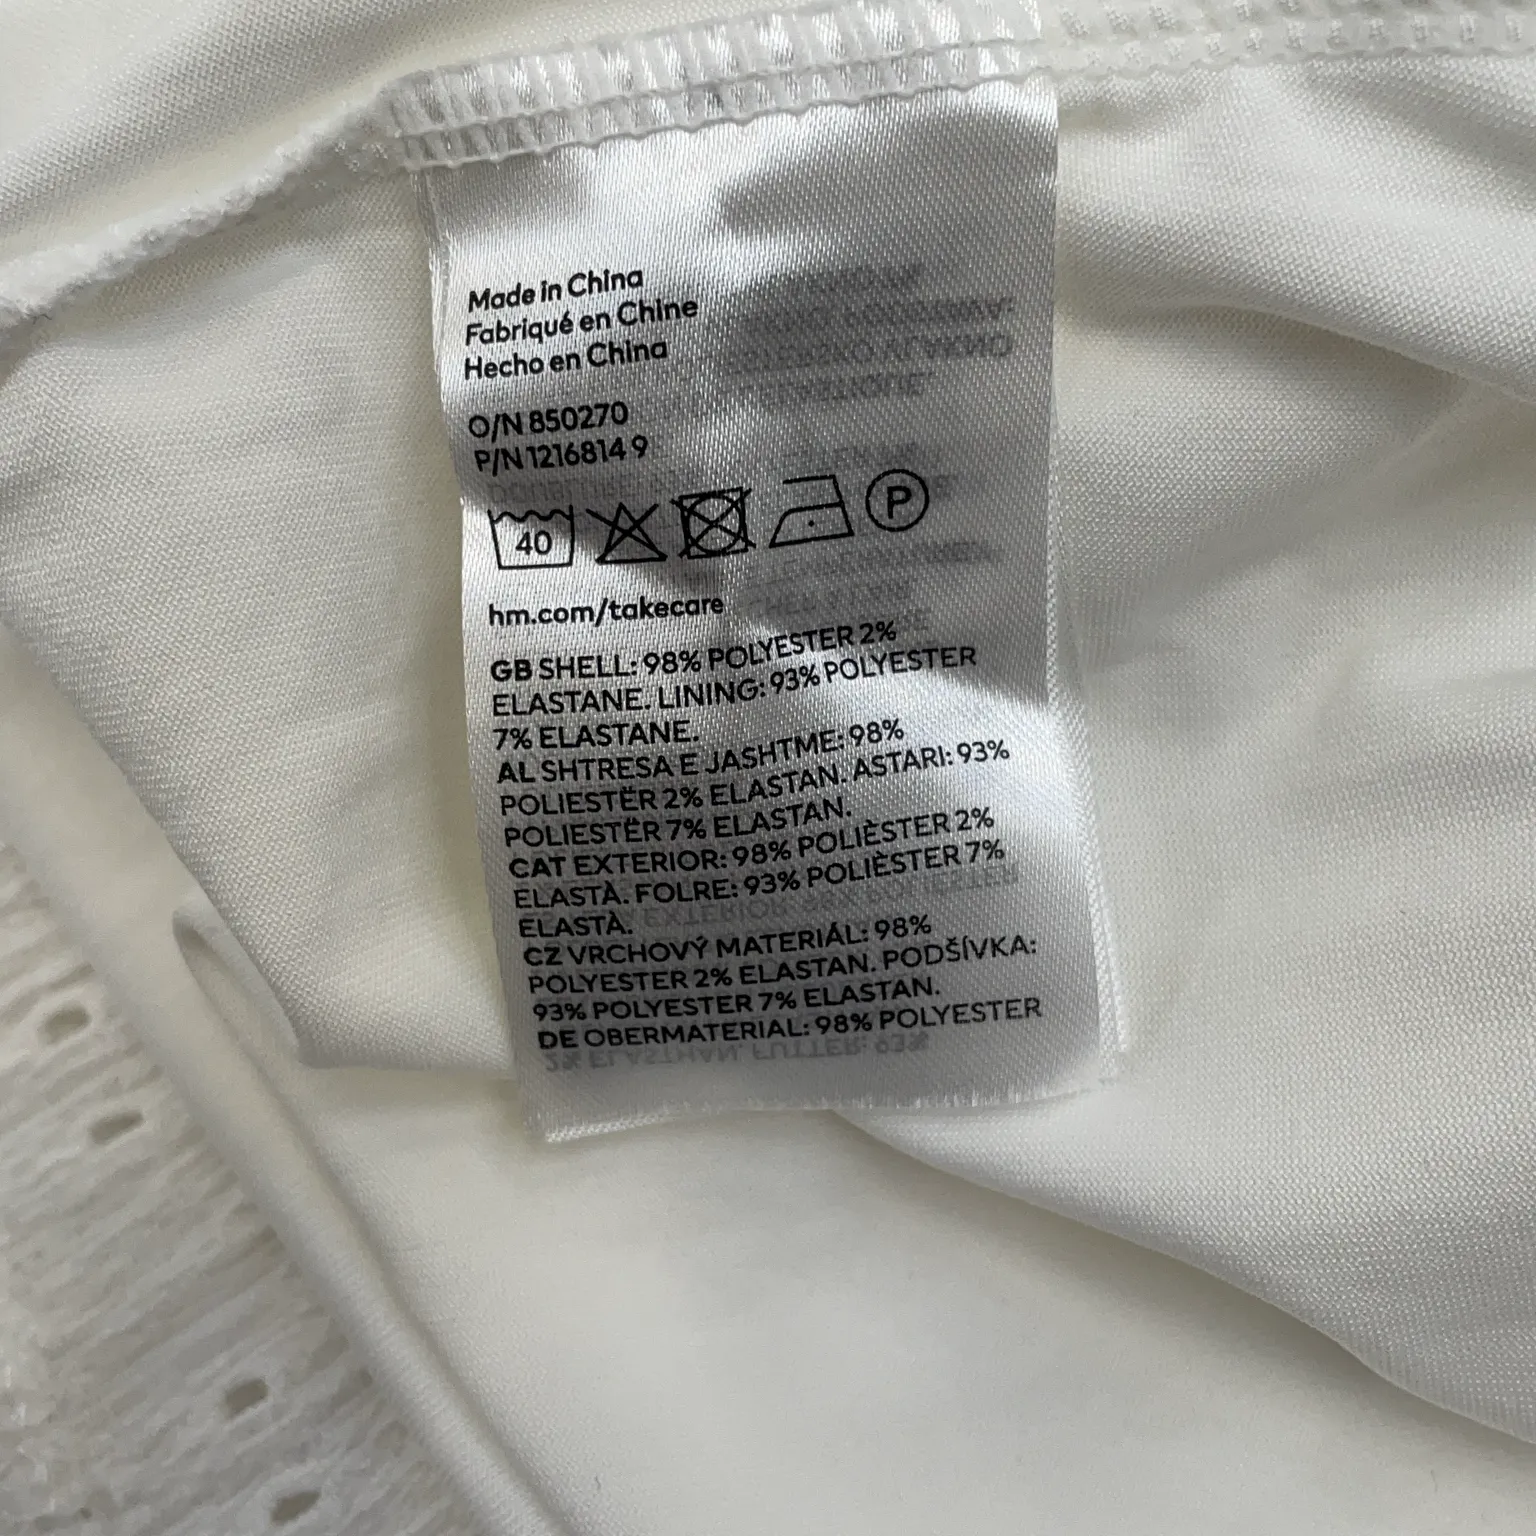 Made in China
Fabriqué en Chine
Hecho en China
O/N 850270
P/N 1216814 9
40
P
hm.com/takecare
GB SHELL: 98% POLYESTER 2%
ELASTANE. LINING: 93% POLYESTER
7% ELASTANE.
AL SHTRESA E JASHTME: 98%
POLIESTËR 2% ELASTAN. ASTARI: 93%
POLIESTËR 7% ELASTAN.
CAT EXTERIOR: 98% POLIÈSTER 2%
ELASTÀ. FOLRE: 93% POLIÈSTER 7%
ELASTÀ.
CZ VRCHOVÝ MATERIÁL: 98%
POLYESTER 2% ELASTAN. PODŠÍVKA:
93% POLYESTER 7% ELASTAN.
DE OBERMATERIAL: 98% POLYESTER